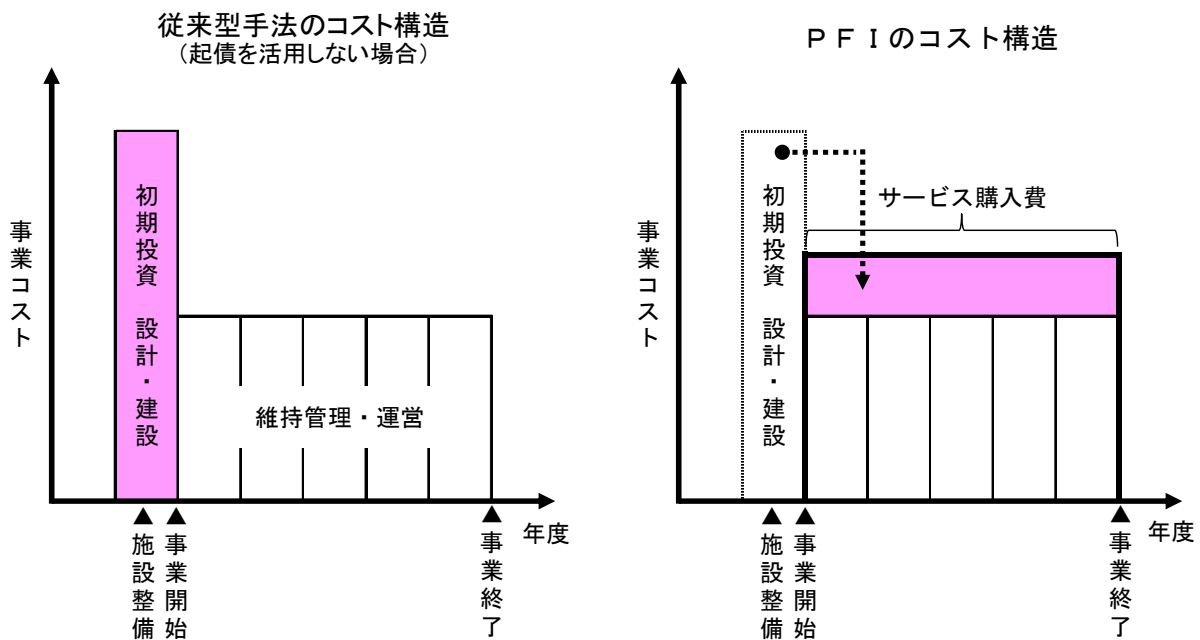 従来型手法のコスト構造
（起債を活用しない場合）
事業コスト
初期投資 設計・建設
維持管理・運営
年度
施設整備
事業開始
事業終了
ＰＦＩのコスト構造
事業コスト
初期投資 設計・建設
サービス購入費
年度
施設整備
事業開始
事業終了